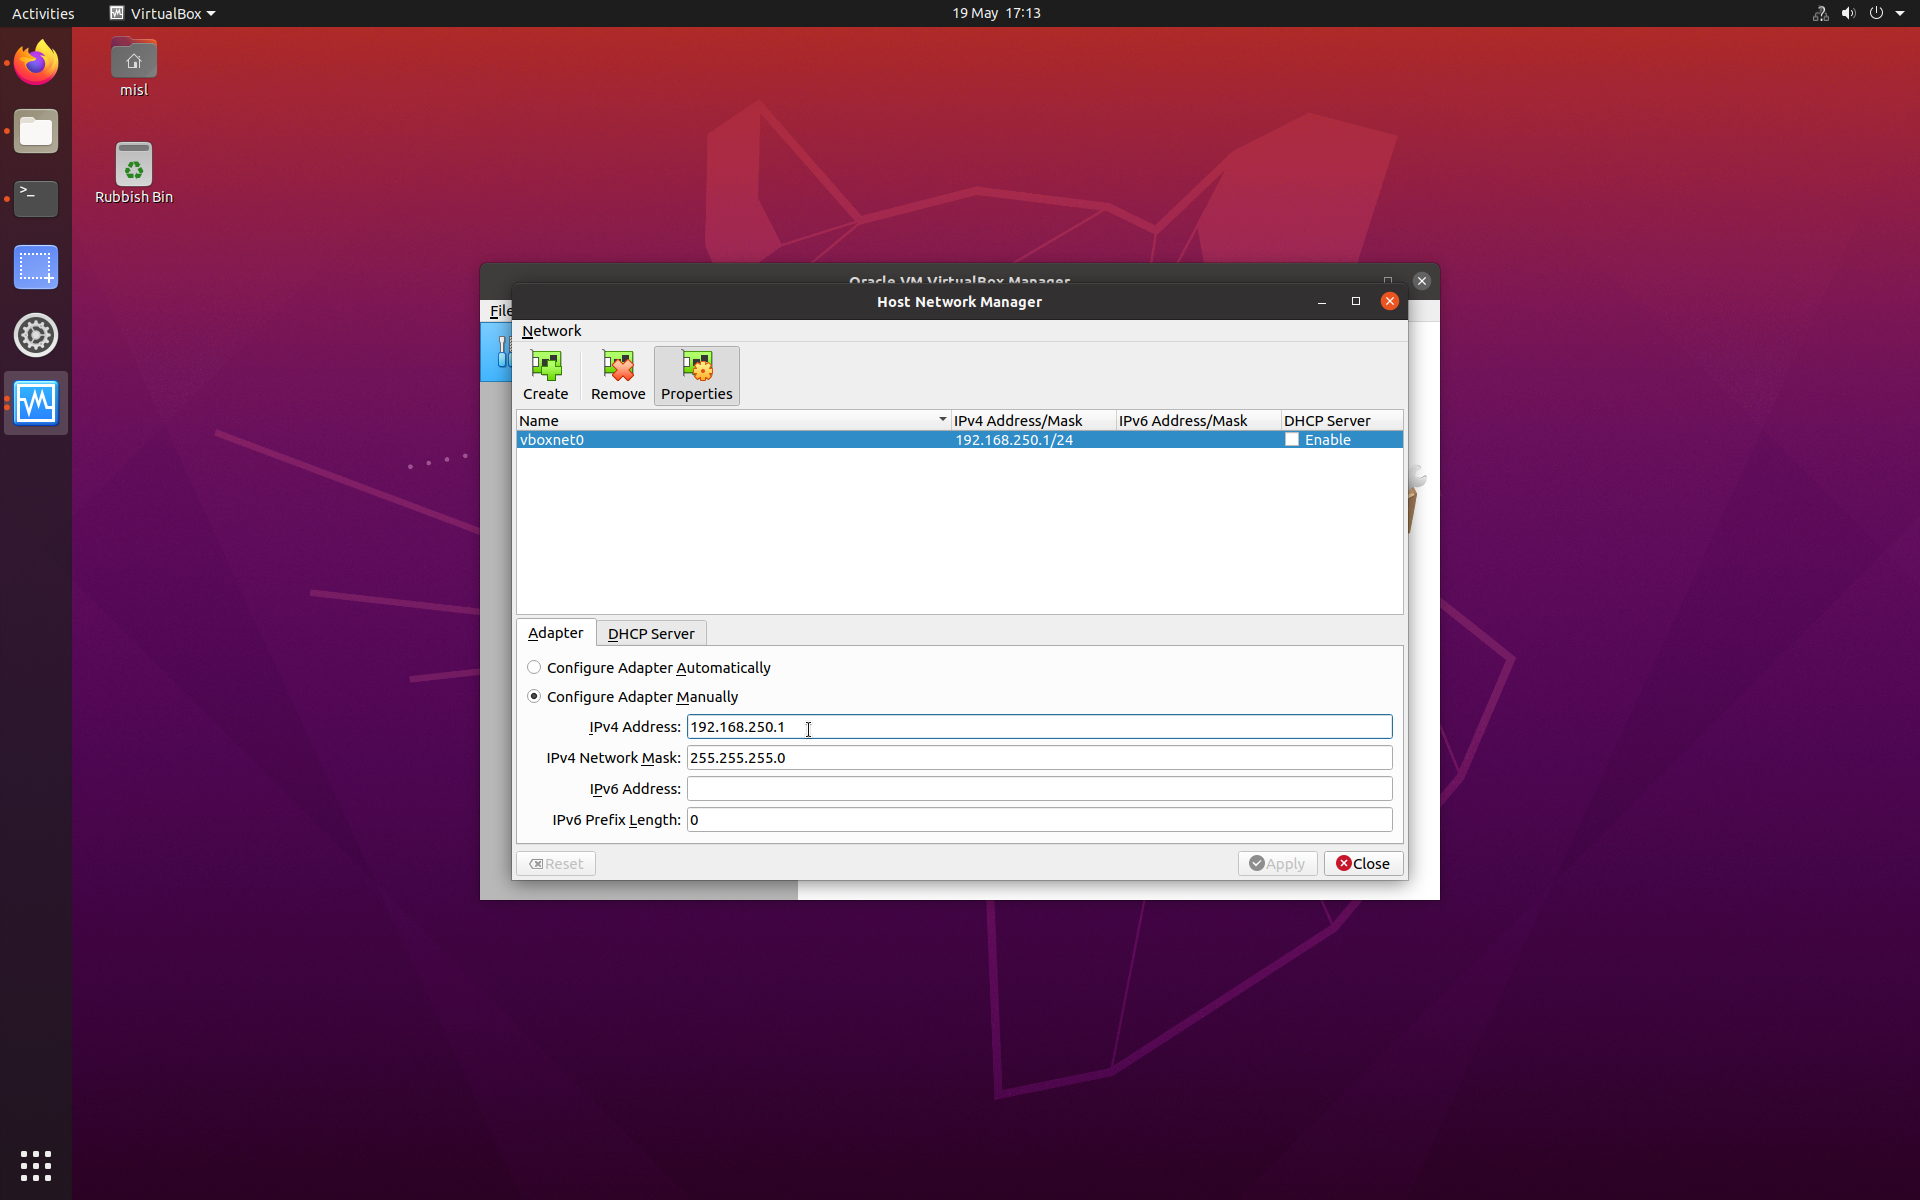 Activities VirtualBox 19 May 17:13
misl
Rubbish Bin
>_
Oracle VM VirtualBox Manager
File
Host Network Manager
Network
Create Remove Properties
Name IPv4 Address/Mask IPv6 Address/Mask DHCP Server
vboxnet0 192.168.250.1/24 Enable
Adapter DHCP Server
Configure Adapter Automatically
Configure Adapter Manually
IPv4 Address: 192.168.250.1
IPv4 Network Mask: 255.255.255.0
IPv6 Address:
IPv6 Prefix Length: 0
Reset Apply Close